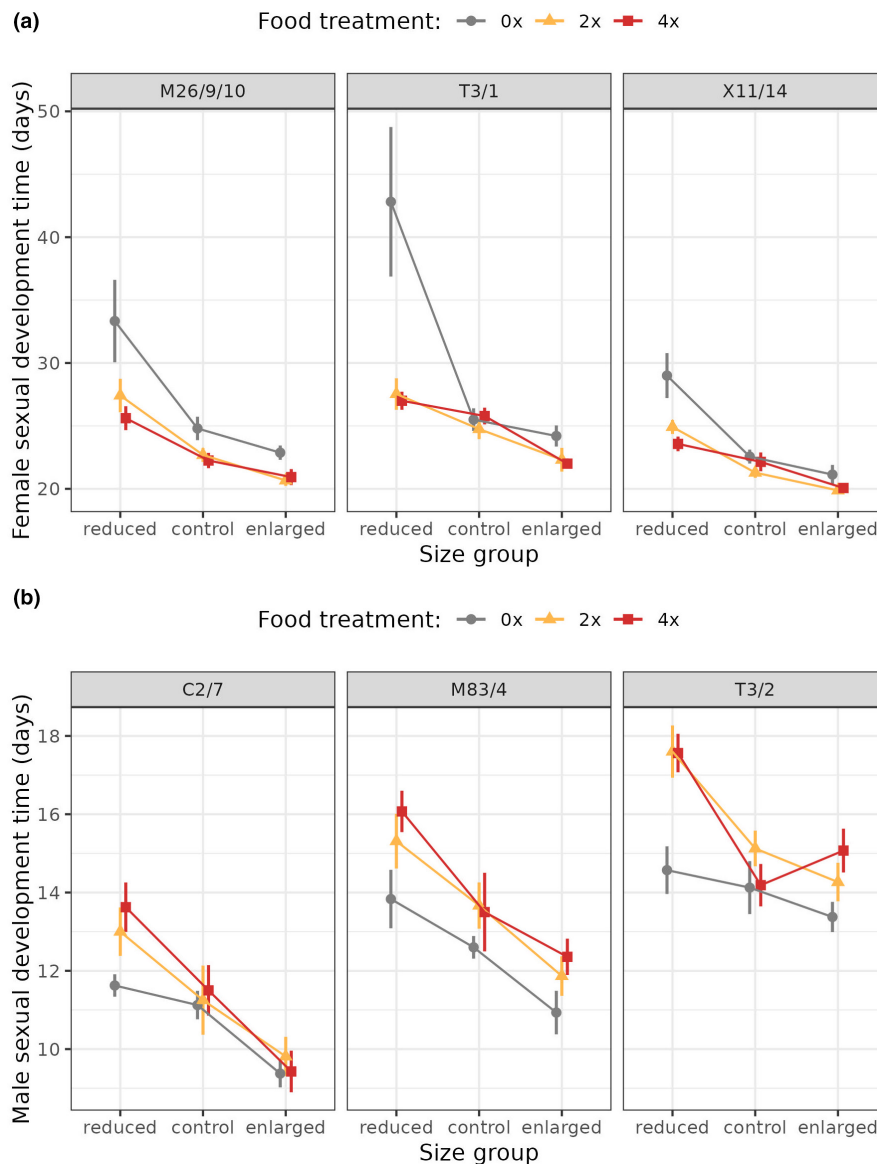 (a)
Food treatment: 0x 2x 4x
M26/9/10 T3/1 X11/14
Female sexual development time (days)
50
40
30
20
reduced control enlarged reduced control enlarged reduced control enlarged
Size group
(b)
Food treatment: 0x 2x 4x
C2/7 M83/4 T3/2
Male sexual development time (days)
18
16
14
12
10
reduced control enlarged reduced control enlarged reduced control enlarged
Size group